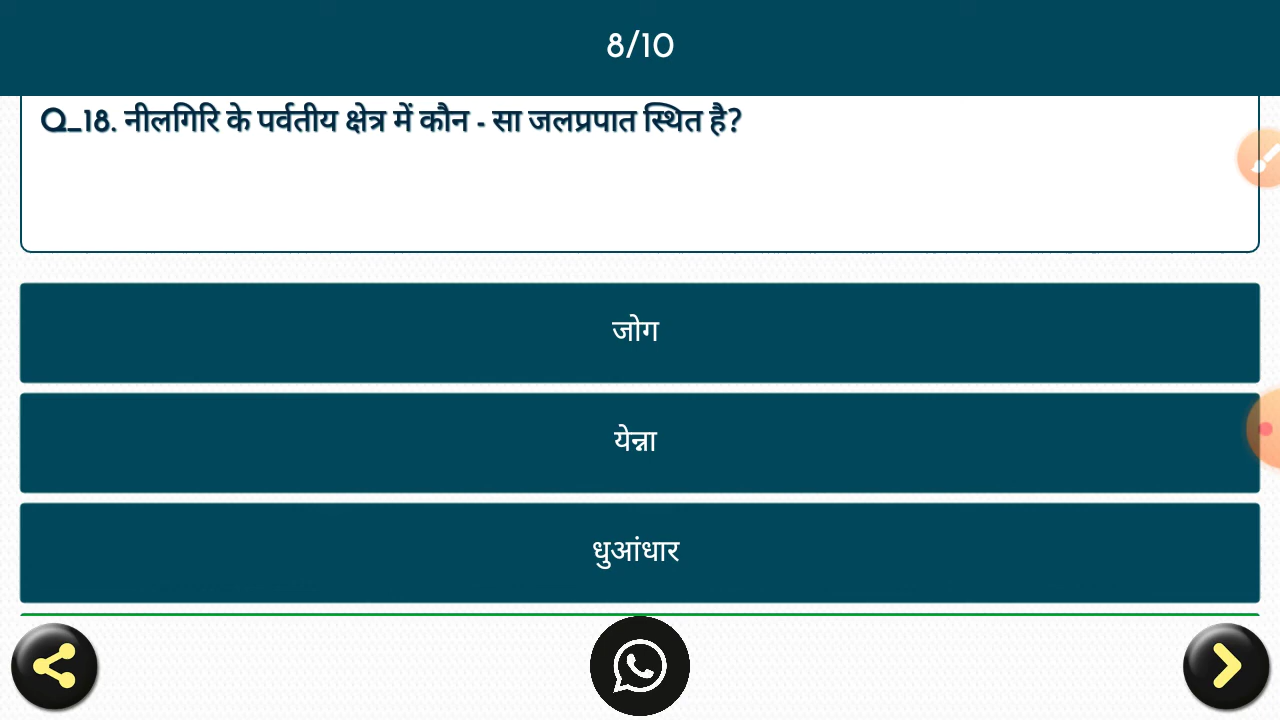 8/10
Q_18. नीलगिरि के पर्वतीय क्षेत्र में कौन - सा जलप्रपात स्थित है?
जोग
येन्ना
धुआंधार